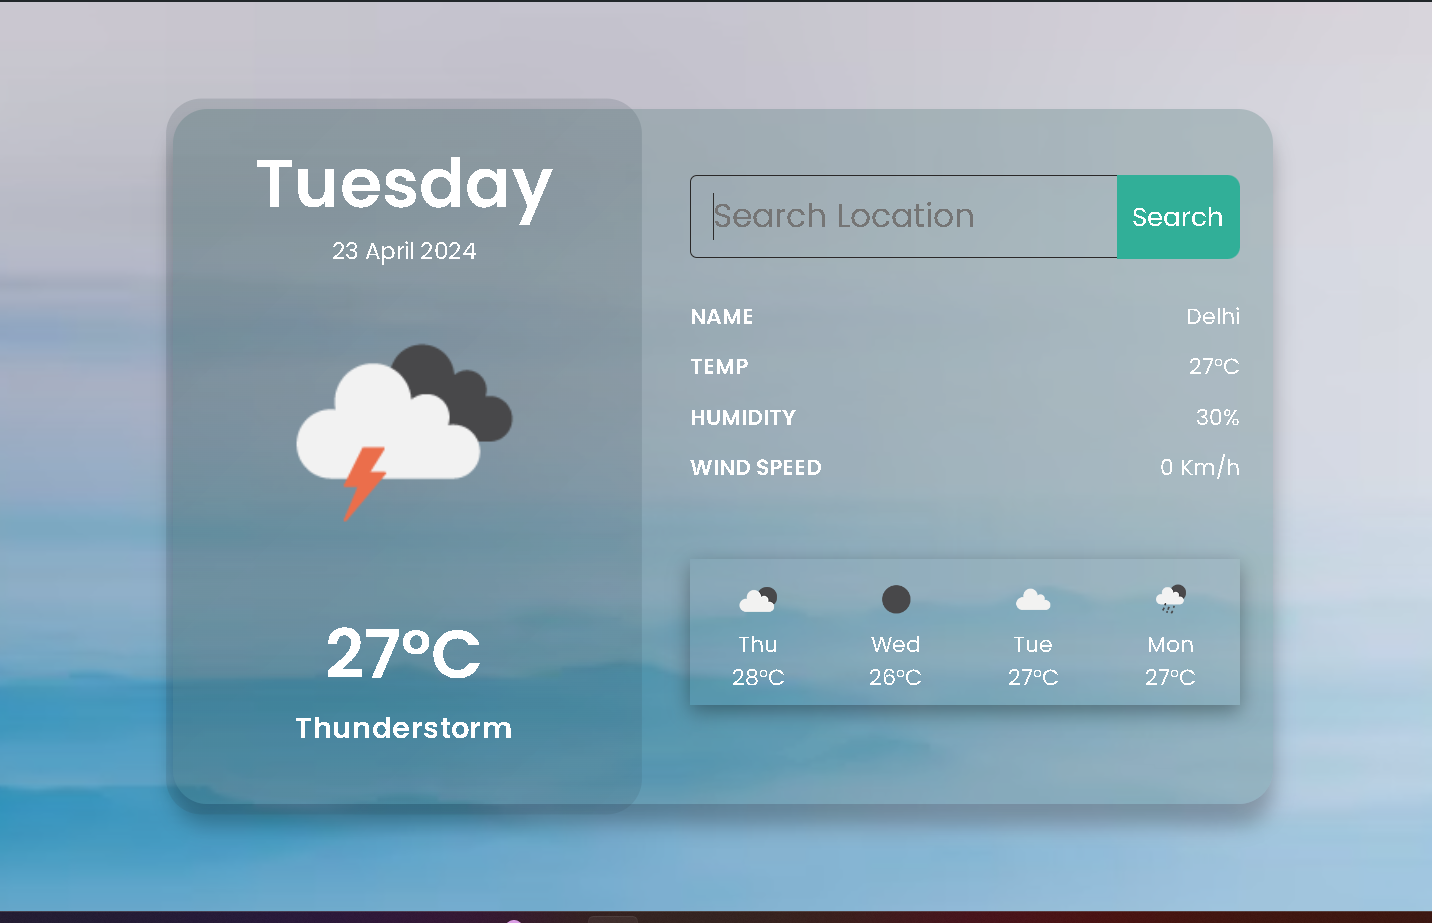 Tuesday
23 April 2024
27°C
Thunderstorm
Search Location
Search
NAME Delhi
TEMP 27°C
HUMIDITY 30%
WIND SPEED 0 Km/h
Thu Wed Tue Mon
28°C 26°C 27°C 27°C